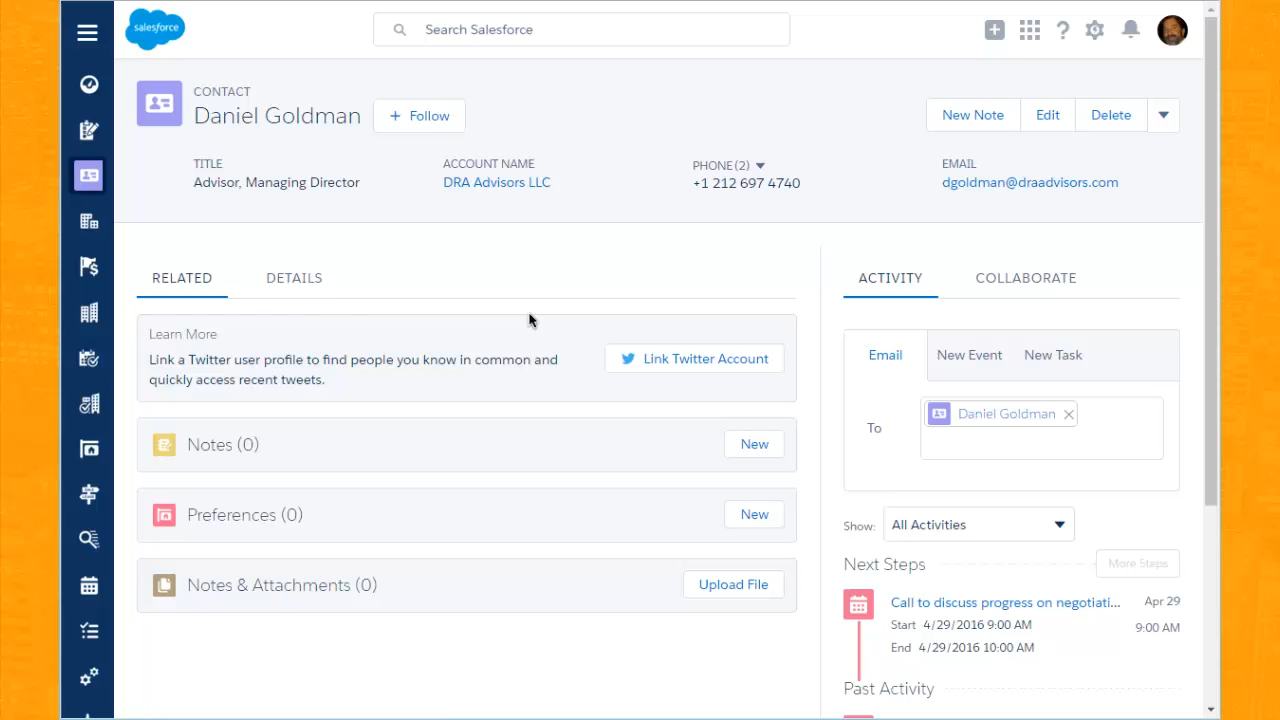 salesforce
Search Salesforce
CONTACT
Daniel Goldman
+ Follow
New Note
Edit
Delete
TITLE
Advisor, Managing Director
ACCOUNT NAME
DRA Advisors LLC
PHONE (2)
+1 212 697 4740
EMAIL
dgoldman@draadvisors.com
RELATED
DETAILS
Learn More
Link a Twitter user profile to find people you know in common and
quickly access recent tweets.
Link Twitter Account
Notes (0)
New
Preferences (0)
New
Notes & Attachments (0)
Upload File
ACTIVITY
COLLABORATE
Email
New Event
New Task
To
Daniel Goldman
Show:
All Activities
Next Steps
More Steps
Call to discuss progress on negotiati...
Apr 29
Start 4/29/2016 9:00 AM
9:00 AM
End 4/29/2016 10:00 AM
Past Activity